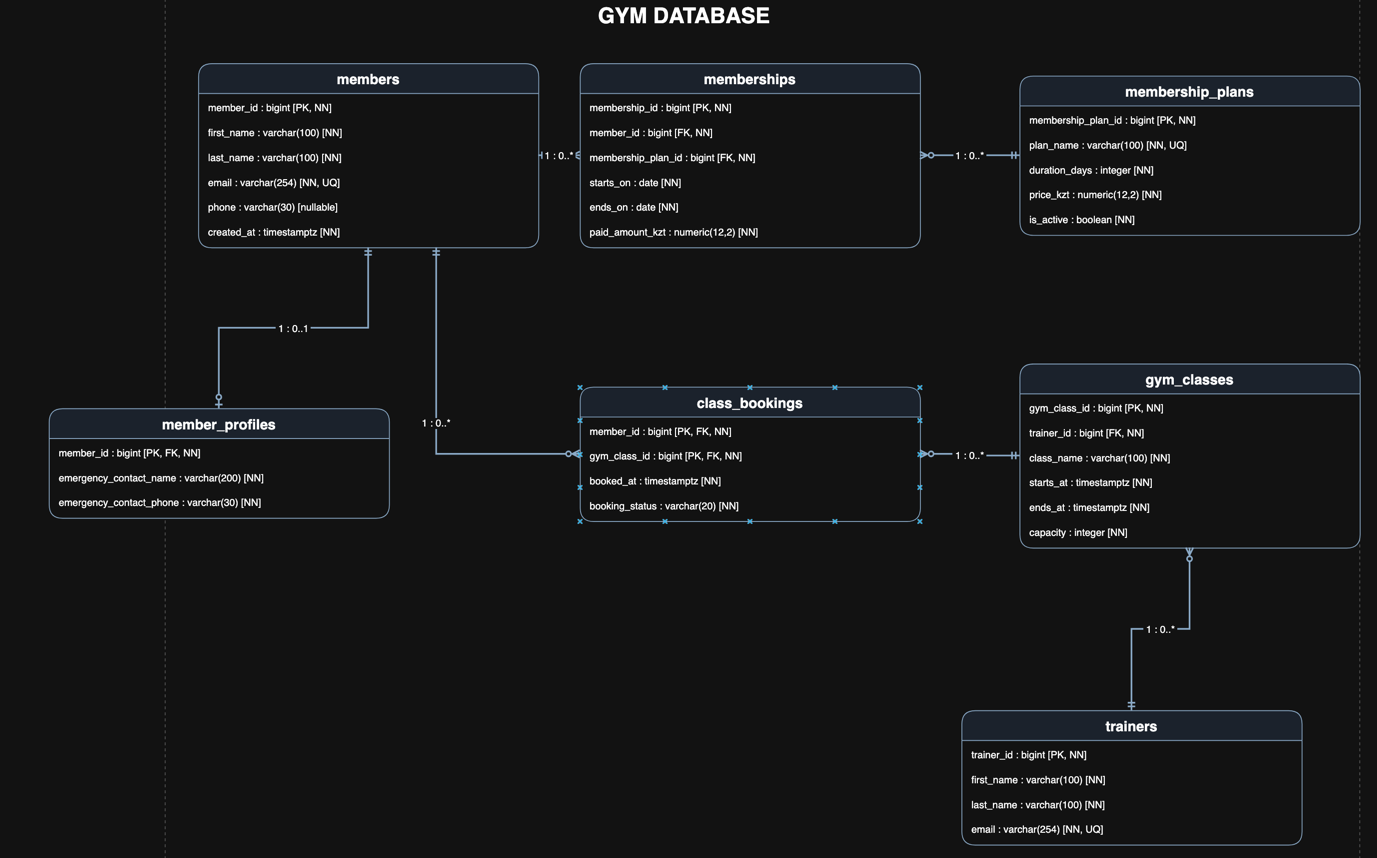 GYM DATABASE
members
member_id : bigint [PK, NN]
first_name : varchar(100) [NN]
last_name : varchar(100) [NN]
email : varchar(254) [NN, UQ]
phone : varchar(30) [nullable]
created_at : timestamptz [NN]
1 : 0..*
memberships
membership_id : bigint [PK, NN]
member_id : bigint [FK, NN]
membership_plan_id : bigint [FK, NN]
starts_on : date [NN]
ends_on : date [NN]
paid_amount_kzt : numeric(12,2) [NN]
1 : 0..*
membership_plans
membership_plan_id : bigint [PK, NN]
plan_name : varchar(100) [NN, UQ]
duration_days : integer [NN]
price_kzt : numeric(12,2) [NN]
is_active : boolean [NN]
1 : 0..1
member_profiles
member_id : bigint [PK, FK, NN]
emergency_contact_name : varchar(200) [NN]
emergency_contact_phone : varchar(30) [NN]
1 : 0..*
class_bookings
member_id : bigint [PK, FK, NN]
gym_class_id : bigint [PK, FK, NN]
booked_at : timestamptz [NN]
booking_status : varchar(20) [NN]
1 : 0..*
gym_classes
gym_class_id : bigint [PK, NN]
trainer_id : bigint [FK, NN]
class_name : varchar(100) [NN]
starts_at : timestamptz [NN]
ends_at : timestamptz [NN]
capacity : integer [NN]
1 : 0..*
trainers
trainer_id : bigint [PK, NN]
first_name : varchar(100) [NN]
last_name : varchar(100) [NN]
email : varchar(254) [NN, UQ]